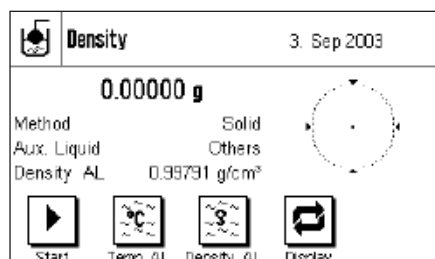 Density 3. Sep 2003
0.00000 g
Method Solid
Aux. Liquid Others
Density AL 0.99791 g/cm³
°C
Start Temp. AL Density AL Display